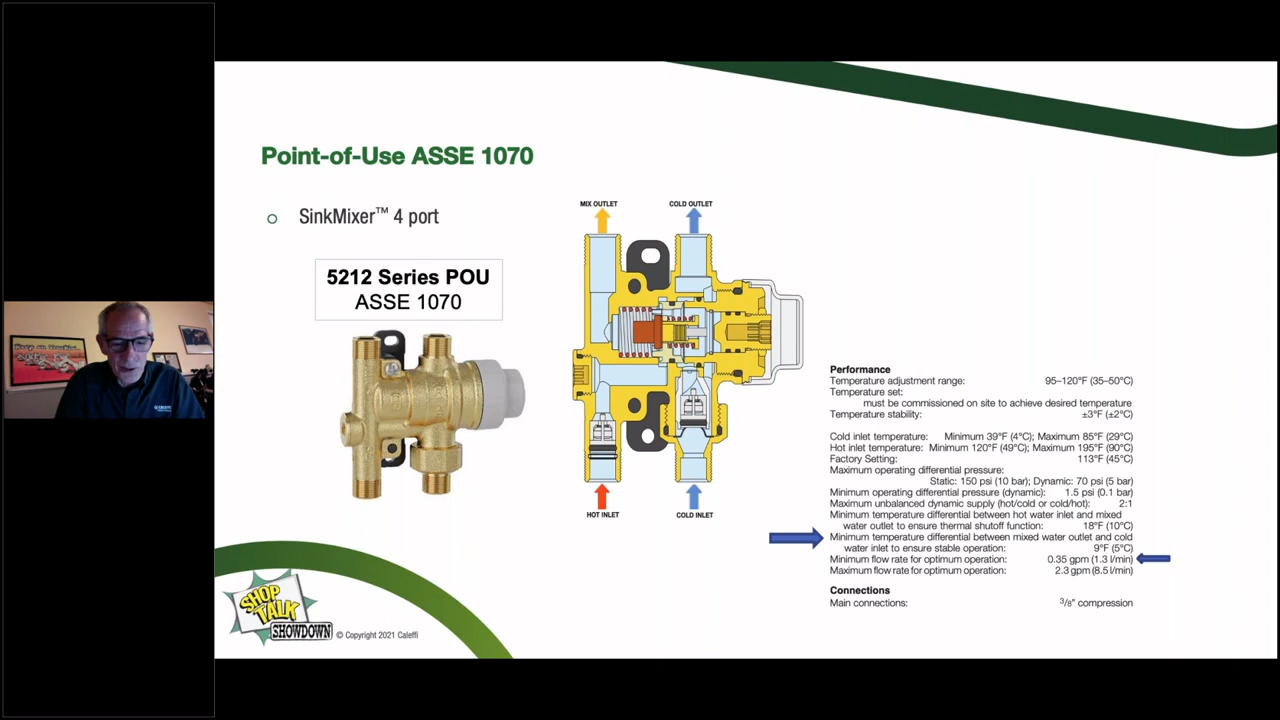 Point-of-Use ASSE 1070
SinkMixer™ 4 port
5212 Series POU
ASSE 1070
MIX OUTLET
COLD OUTLET
HOT INLET
COLD INLET
Performance
Temperature adjustment range: 95–120°F (35–50°C)
Temperature set:
must be commissioned on site to achieve desired temperature
Temperature stability: ±3°F (±2°C)
Cold inlet temperature: Minimum 39°F (4°C); Maximum 85°F (29°C)
Hot inlet temperature: Minimum 120°F (49°C); Maximum 195°F (90°C)
Factory Setting: 113°F (45°C)
Maximum operating differential pressure:
Static: 150 psi (10 bar); Dynamic: 70 psi (5 bar)
Minimum operating differential pressure (dynamic): 1.5 psi (0.1 bar)
Maximum unbalanced dynamic supply (hot/cold or cold/hot): 2:1
Minimum temperature differential between hot water inlet and mixed
water outlet to ensure thermal shutoff function: 18°F (10°C)
Minimum temperature differential between mixed water outlet and cold
water inlet to ensure stable operation: 9°F (5°C)
Minimum flow rate for optimum operation: 0.35 gpm (1.3 l/min)
Maximum flow rate for optimum operation: 2.3 gpm (8.5 l/min)
Connections
Main connections: 3/8" compression
SHOP
TALK
SHOWDOWN
© Copyright 2021 Caleffi